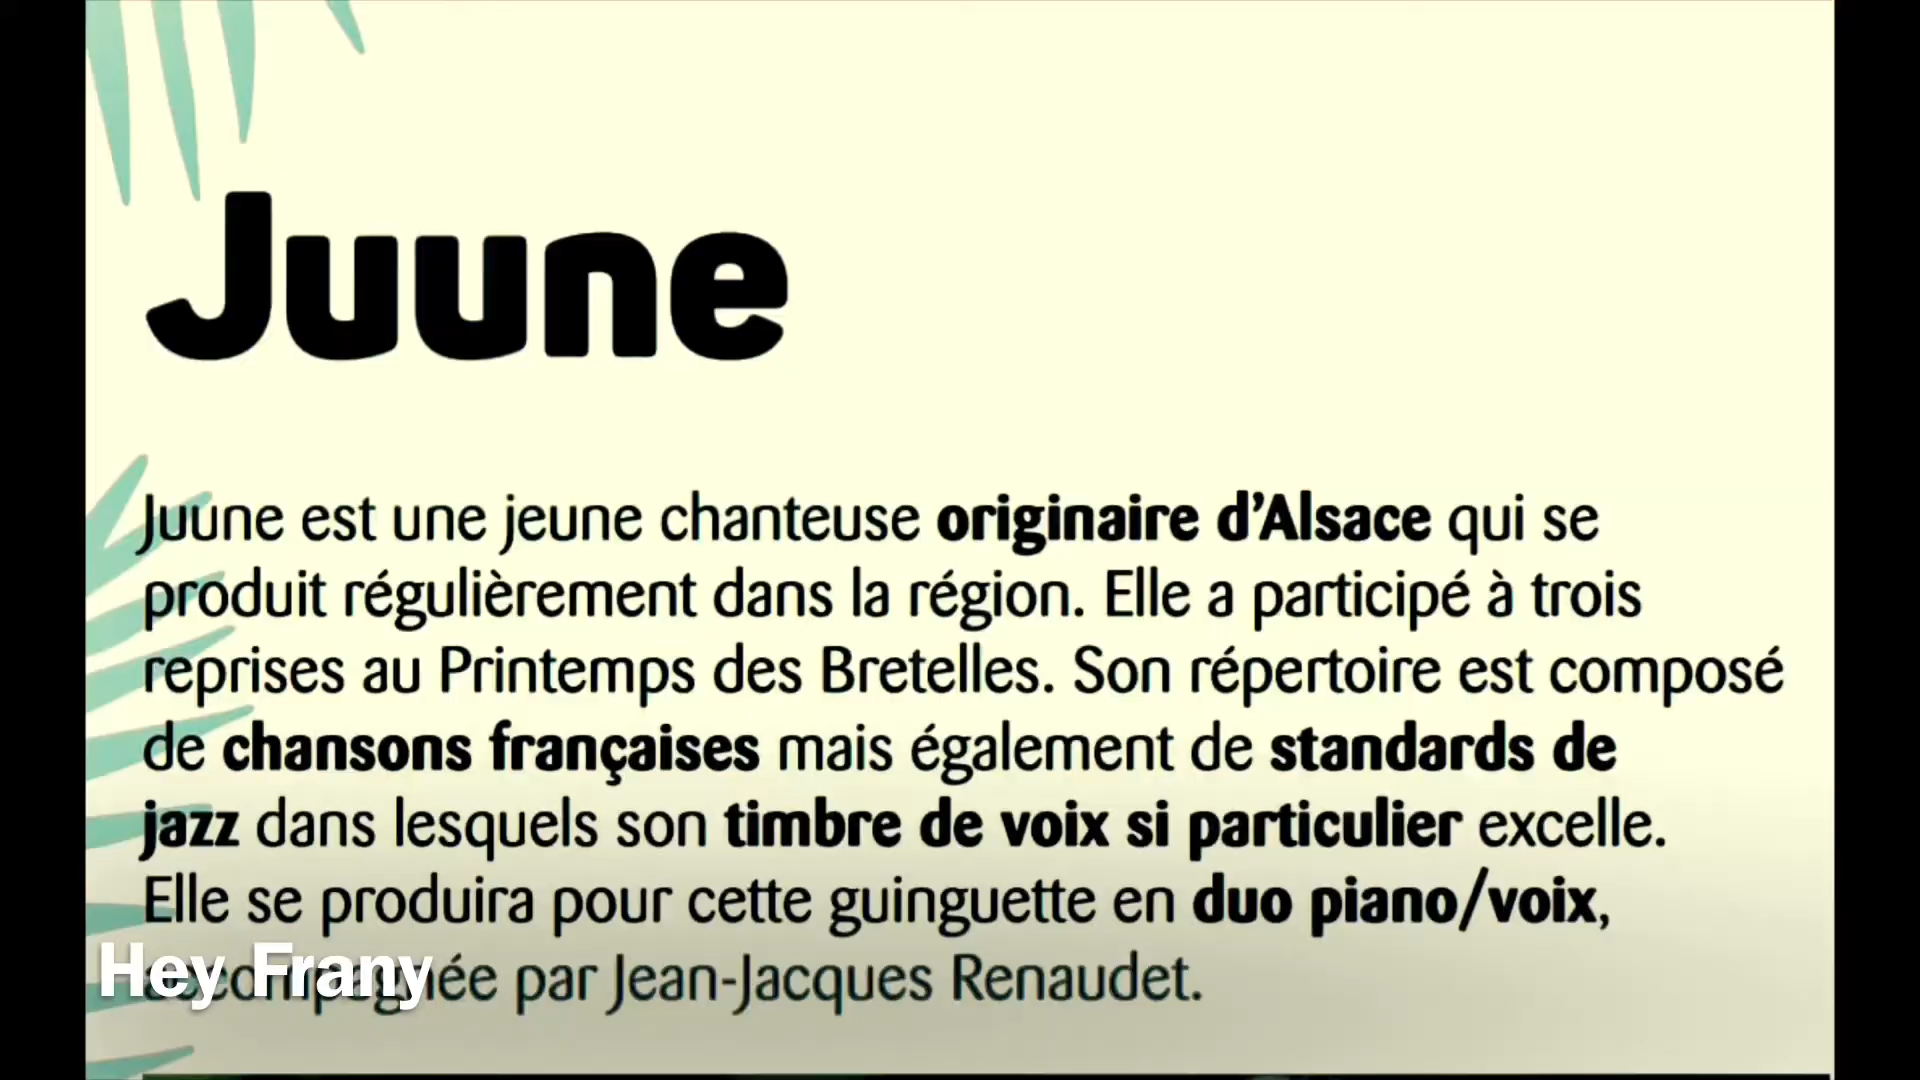 Juune
Juune est une jeune chanteuse originaire d'Alsace qui se
produit régulièrement dans la région. Elle a participé à trois
reprises au Printemps des Bretelles. Son répertoire est composé
de chansons françaises mais également de standards de
jazz dans lesquels son timbre de voix si particulier excelle.
Elle se produira pour cette guinguette en duo piano/voix,
accompagnée par Jean-Jacques Renaudet.
Hey Frany